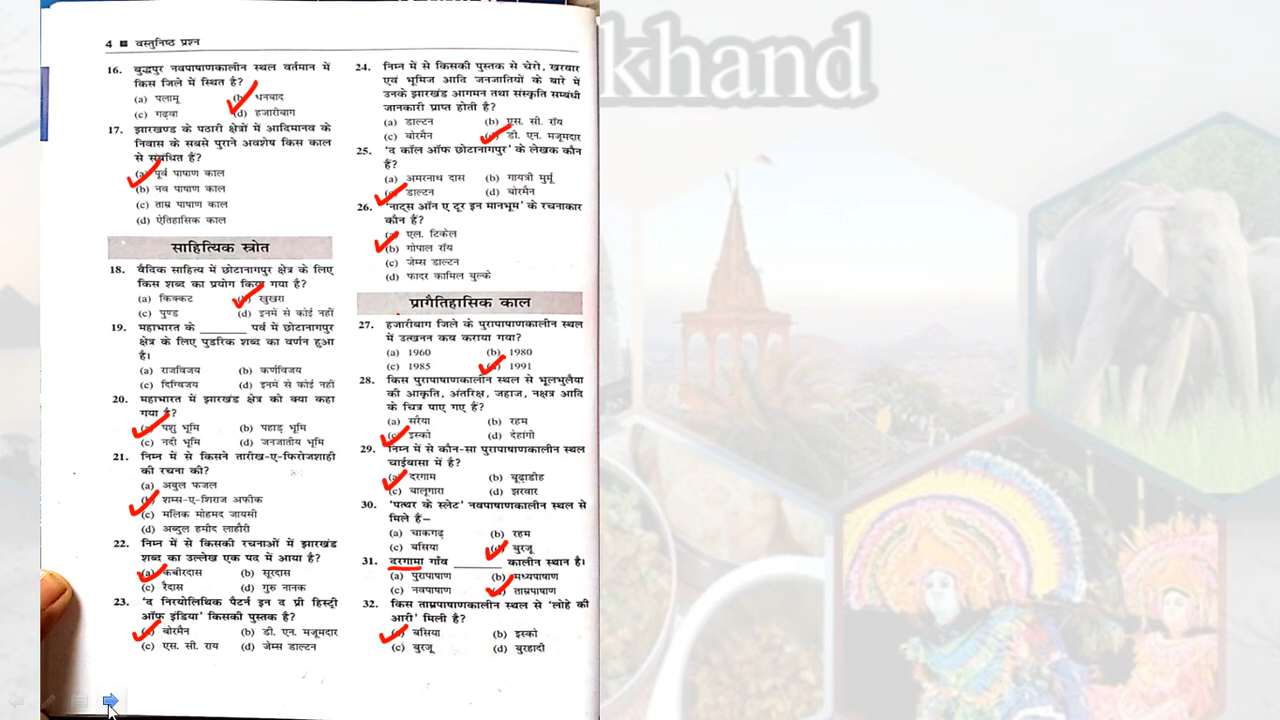 khand
4 ■ वस्तुनिष्ठ प्रश्न
16. बुद्धपुर नवपाषाणकालीन स्थल वर्तमान में
किस जिले में स्थित है?
(a) पलामू (b) धनबाद
(c) गढ़वा (d) हजारीबाग
17. झारखण्ड के पठारी क्षेत्रों में आदिमानव के
निवास के सबसे पुराने अवशेष किस काल
से संबंधित हैं?
(a) पूर्व पाषाण काल
(b) नव पाषाण काल
(c) ताम्र पाषाण काल
(d) ऐतिहासिक काल
साहित्यिक स्त्रोत
18. वैदिक साहित्य में छोटानागपुर क्षेत्र के लिए
किस शब्द का प्रयोग किया गया है?
(a) किक्कट (b) खुखरा
(c) पुण्ड (d) इनमें से कोई नहीं
19. महाभारत के ________ पर्व में छोटानागपुर
क्षेत्र के लिए पुडरिक शब्द का वर्णन हुआ
है।
(a) राजविजय (b) कर्णविजय
(c) दिग्विजय (d) इनमें से कोई नहीं
20. महाभारत में झारखंड क्षेत्र को क्या कहा
गया है?
(a) पशु भूमि (b) पहाड़ भूमि
(c) नदी भूमि (d) जनजातीय भूमि
21. निम्न में से किसने तारीख-ए-फिरोजशाही
की रचना की?
(a) अबुल फजल
(b) शम्स-ए-शिराज अफीक
(c) मलिक मोहमद जायसी
(d) अब्दुल हमीद लाहौरी
22. निम्न में से किसकी रचनाओं में झारखंड
शब्द का उल्लेख एक पद में आया है?
(a) कबीरदास (b) सूरदास
(c) रैदास (d) गुरु नानक
23. 'द निरयोलिथिक पैटर्न इन द प्री हिस्ट्री
ऑफ इंडिया' किसकी पुस्तक है?
(a) बोरमैन (b) डी. एन. मजूमदार
(c) एस. सी. राय (d) जेम्स डाल्टन
24. निम्न में से किसकी पुस्तक से चेरो, खरवार
एवं भूमिज आदि जनजातियों के बारे में
उनके झारखंड आगमन तथा संस्कृति सम्बंधी
जानकारी प्राप्त होती है?
(a) डाल्टन (b) एस. सी. रॉय
(c) बोरमैन (d) डी. एन. मजूमदार
25. 'द कॉल ऑफ छोटानागपुर' के लेखक कौन
हैं?
(a) अमरनाथ दास (b) गायत्री मुर्मू
(c) डाल्टन (d) बोरमैन
26. 'नाट्स ऑन ए टूर इन मानभूम' के रचनाकार
कौन हैं?
(a) एल. टिकेल
(b) गोपाल रॉय
(c) जेम्स डाल्टन
(d) फादर कामिल बुल्के
प्रागैतिहासिक काल
27. हजारीबाग जिले के पुरापाषाणकालीन स्थल
में उत्खनन कब कराया गया?
(a) 1960 (b) 1980
(c) 1985 (d) 1991
28. किस पुरापाषाणकालीन स्थल से भूलभुलैया
की आकृति, अंतरिक्ष, जहाज, नक्षत्र आदि
के चित्र पाए गए हैं?
(a) सरैया (b) रहम
(c) इस्को (d) देहांगी
29. निम्न में से कौन-सा पुरापाषाणकालीन स्थल
चाईबासा में है?
(a) दरगाम (b) बूढ़ाडीह
(c) बालूगारा (d) झरवार
30. 'पत्थर के स्लेट' नवपाषाणकालीन स्थल से
मिले हैं–
(a) चाकगढ़ (b) रहम
(c) बसिया (d) बुरजू
31. दरगामा गाँव ________ कालीन स्थान है।
(a) पुरापाषाण (b) मध्यपाषाण
(c) नवपाषाण (d) ताम्रपाषाण
32. किस ताम्रपाषाणकालीन स्थल से 'लोहे की
आरी' मिली है?
(a) बसिया (b) इस्को
(c) बुरजू (d) बुरहादी